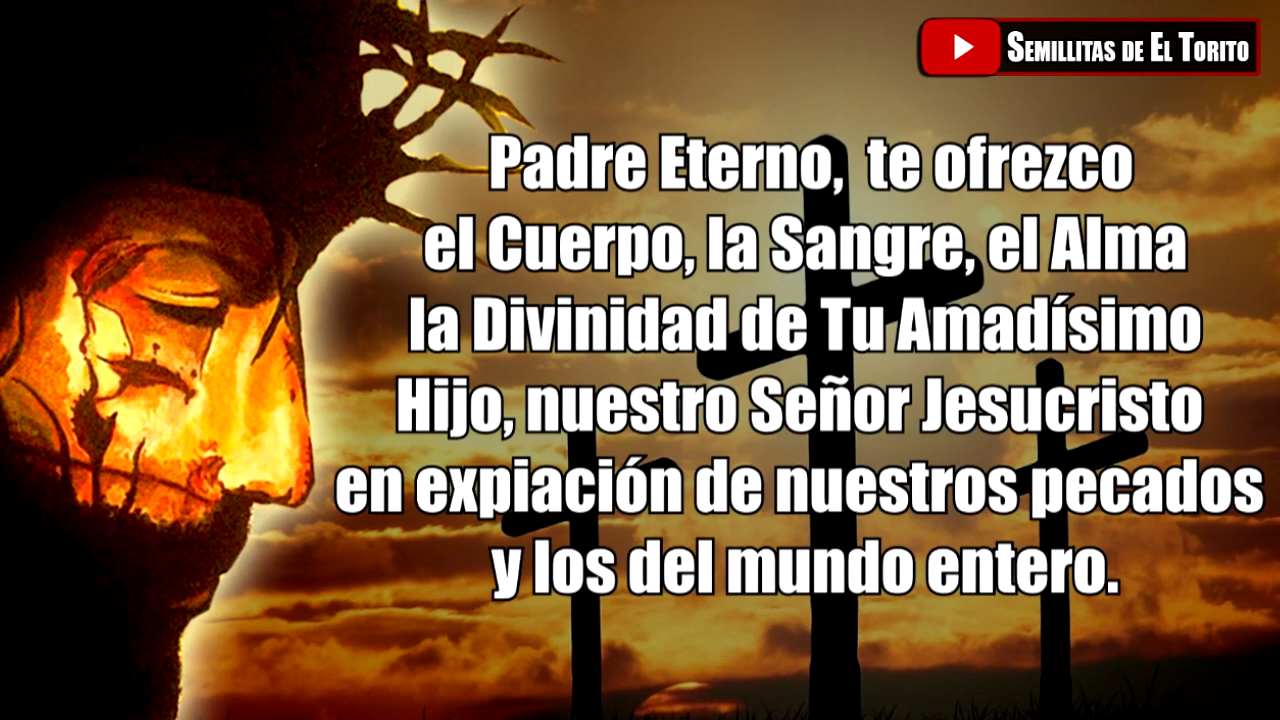 SEMILLITAS DE EL TORITO
Padre Eterno, te ofrezco
el Cuerpo, la Sangre, el Alma
la Divinidad de Tu Amadísimo
Hijo, nuestro Señor Jesucristo
en expiación de nuestros pecados
y los del mundo entero.